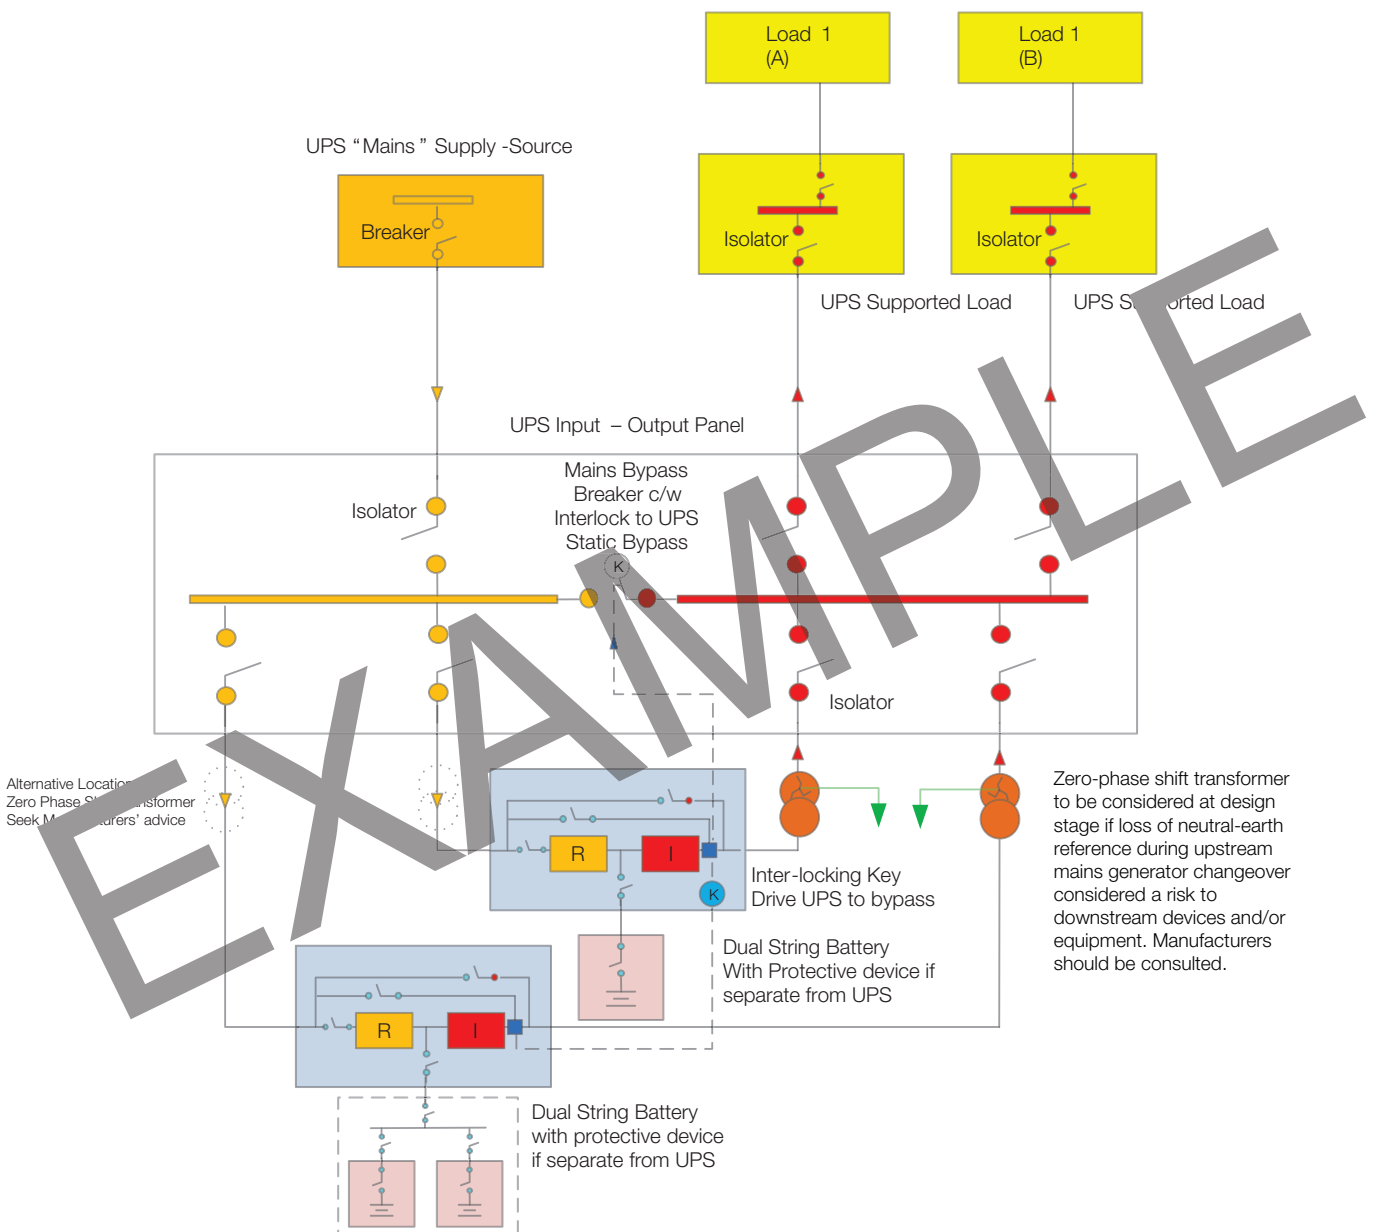 Load 1
(A)
Load 1
(B)
UPS “Mains ” Supply -Source
Breaker
Isolator
Isolator
UPS Supported Load
UPS Supported Load
UPS Input – Output Panel
Mains Bypass
Breaker c/w
Interlock to UPS
Static Bypass
K
Isolator
Isolator
EXAMPLE
Alternative Location
Zero Phase Shift Transformer
Seek Manufacturers’ advice
R
I
K
Inter-locking Key
Drive UPS to bypass
Zero-phase shift transformer
to be considered at design
stage if loss of neutral-earth
reference during upstream
mains generator changeover
considered a risk to
downstream devices and/or
equipment. Manufacturers
should be consulted.
Dual String Battery
With Protective device if
separate from UPS
R
I
Dual String Battery
with protective device
if separate from UPS